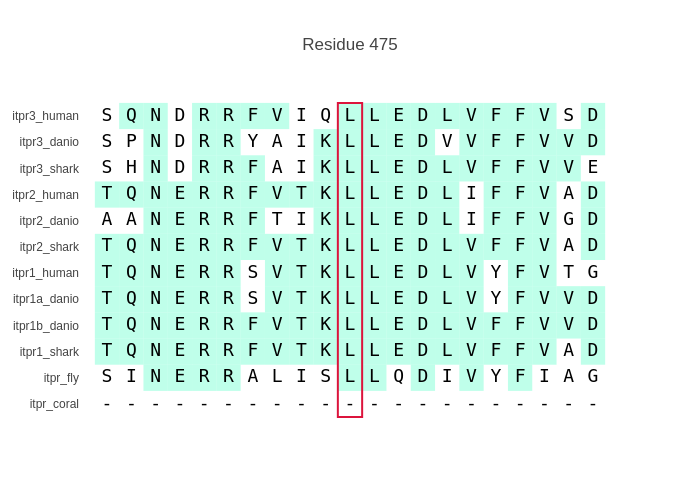 Residue 475
itpr3_human S Q N D R R F V I Q L L E D L V F F V S D
itpr3_danio S P N D R R Y A I K L L E D V V F F V V D
itpr3_shark S H N D R R F A I K L L E D L V F F V V E
itpr2_human T Q N E R R F V T K L L E D L I F F V A D
itpr2_danio A A N E R R F T I K L L E D L I F F V G D
itpr2_shark T Q N E R R F V T K L L E D L V F F V A D
itpr1_human T Q N E R R S V T K L L E D L V Y F V T G
itpr1a_danio T Q N E R R S V T K L L E D L V Y F V V D
itpr1b_danio T Q N E R R F V T K L L E D L V F F V V D
itpr1_shark T Q N E R R F V T K L L E D L V F F V A D
itpr_fly S I N E R R A L I S L L Q D I V Y F I A G
itpr_coral - - - - - - - - - - - - - - - - - - - - -